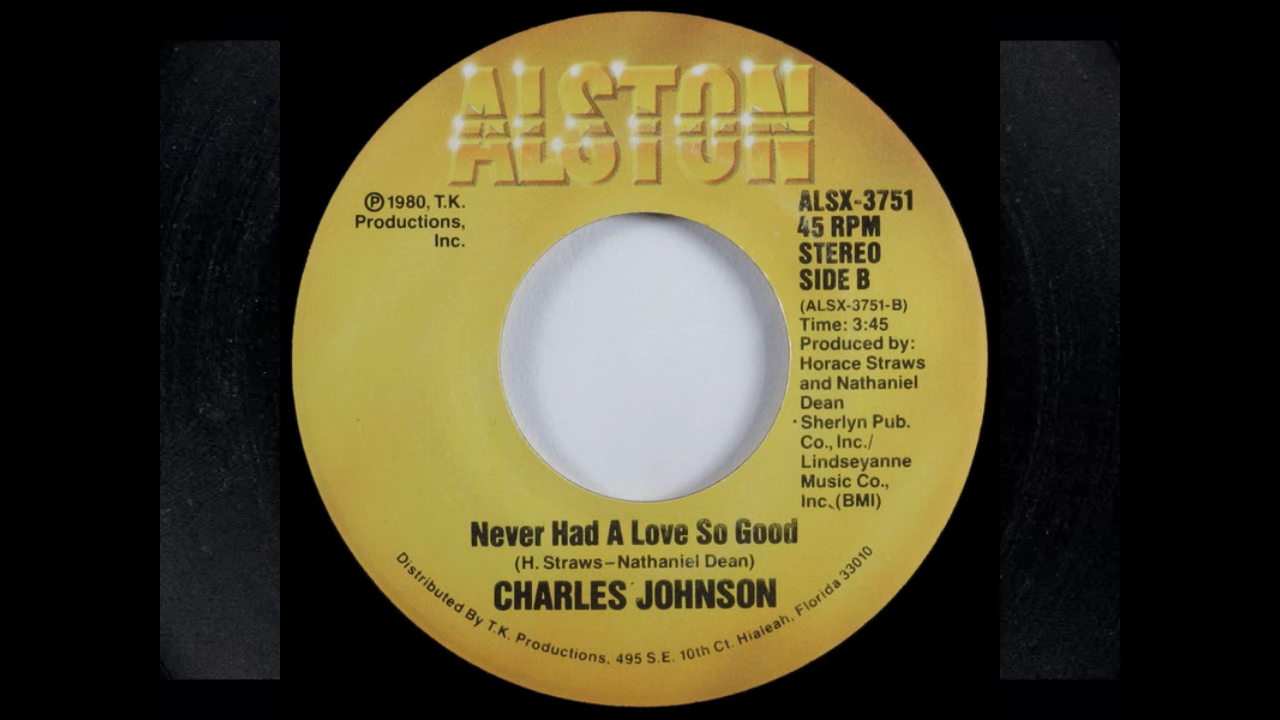 ALSTON
℗1980, T.K.
Productions,
Inc.
ALSX-3751
45 RPM
STEREO
SIDE B
(ALSX-3751-B)
Time: 3:45
Produced by:
Horace Straws
and Nathaniel
Dean
Sherlyn Pub.
Co., Inc./
Lindseyanne
Music Co.,
Inc. (BMI)
Never Had A Love So Good
(H. Straws–Nathaniel Dean)
CHARLES JOHNSON
Distributed By T.K. Productions, 495 S.E. 10th Ct. Hialeah, Florida 33010